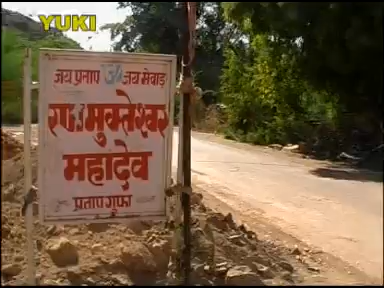 YUKI
जय प्रताप ॐ जय मेवाड़
मुक्तेश्वर
महादेव
प्रताप गुफा